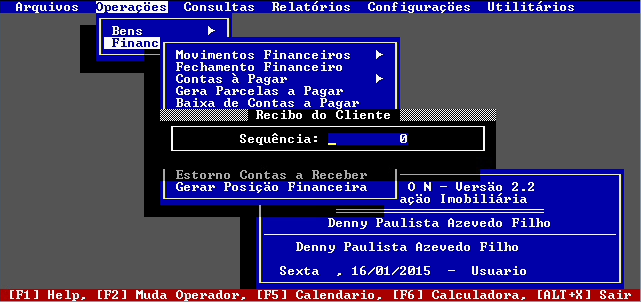 Arquivos Operações Consultas Relatórios Configurações Utilitários
Bens
Financ
Movimentos Financeiros
Fechamento Financeiro
Contas à Pagar
Gera Parcelas a Pagar
Baixa de Contas a Pagar
Recibo do Cliente
Sequência: 0
Estorno Contas a Receber
Gerar Posição Financeira
O N - Versão 2.2
ação Imobiliária
Denny Paulista Azevedo Filho
Denny Paulista Azevedo Filho
Sexta , 16/01/2015 - Usuario
[F1] Help, [F2] Muda Operador, [F5] Calendario, [F6] Calculadora, [ALT+X] Sair